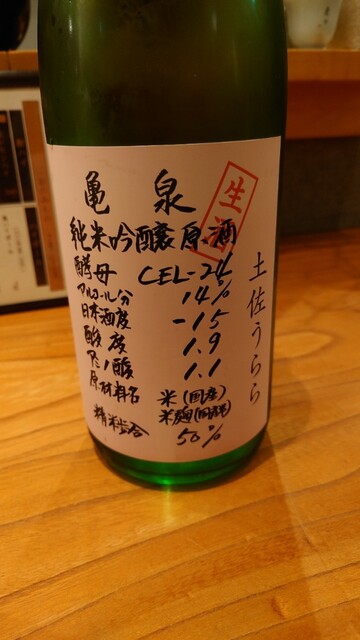 亀 泉
生酒
純米吟醸原酒
酵母 CEL-24
アルコール分 14%
日本酒度 -15
酸度 1.9
アミノ酸 1.1
原材料名 米(国産)
米麹(国産)
精米歩合 50%
土佐うらら